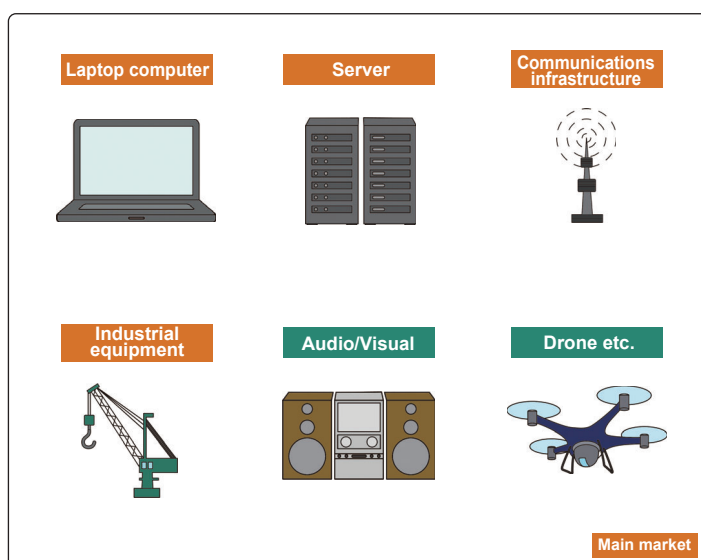 Laptop computer
Server
Communications
infrastructure
Industrial
equipment
Audio/Visual
Drone etc.
Main market